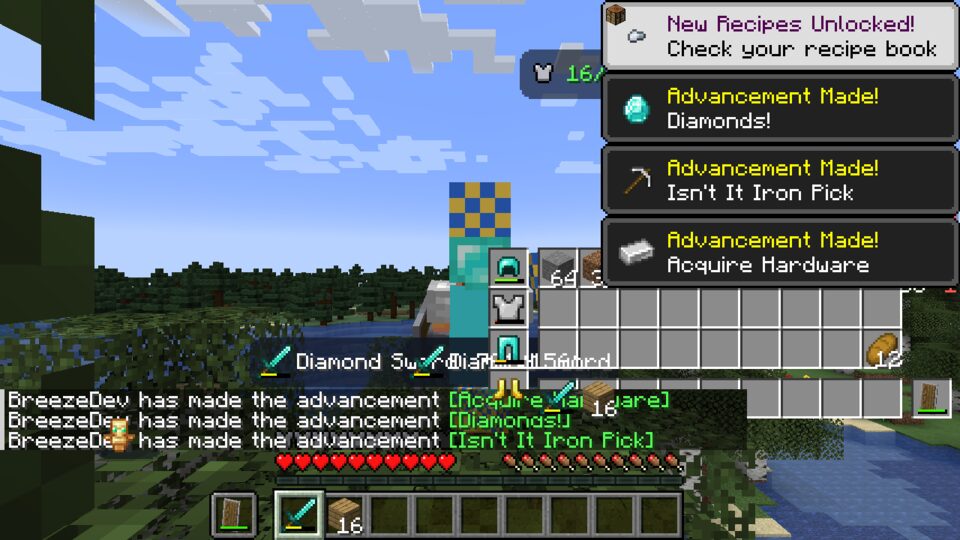 New Recipes Unlocked!
Check your recipe book
16/
Advancement Made!
Diamonds!
Advancement Made!
Isn't It Iron Pick
Advancement Made!
Acquire Hardware
64
12
Diamond Sword
16
BreezeDev has made the advancement [Acquire Hardware]
BreezeDev has made the advancement [Diamonds!]
BreezeDev has made the advancement [Isn't It Iron Pick]
16